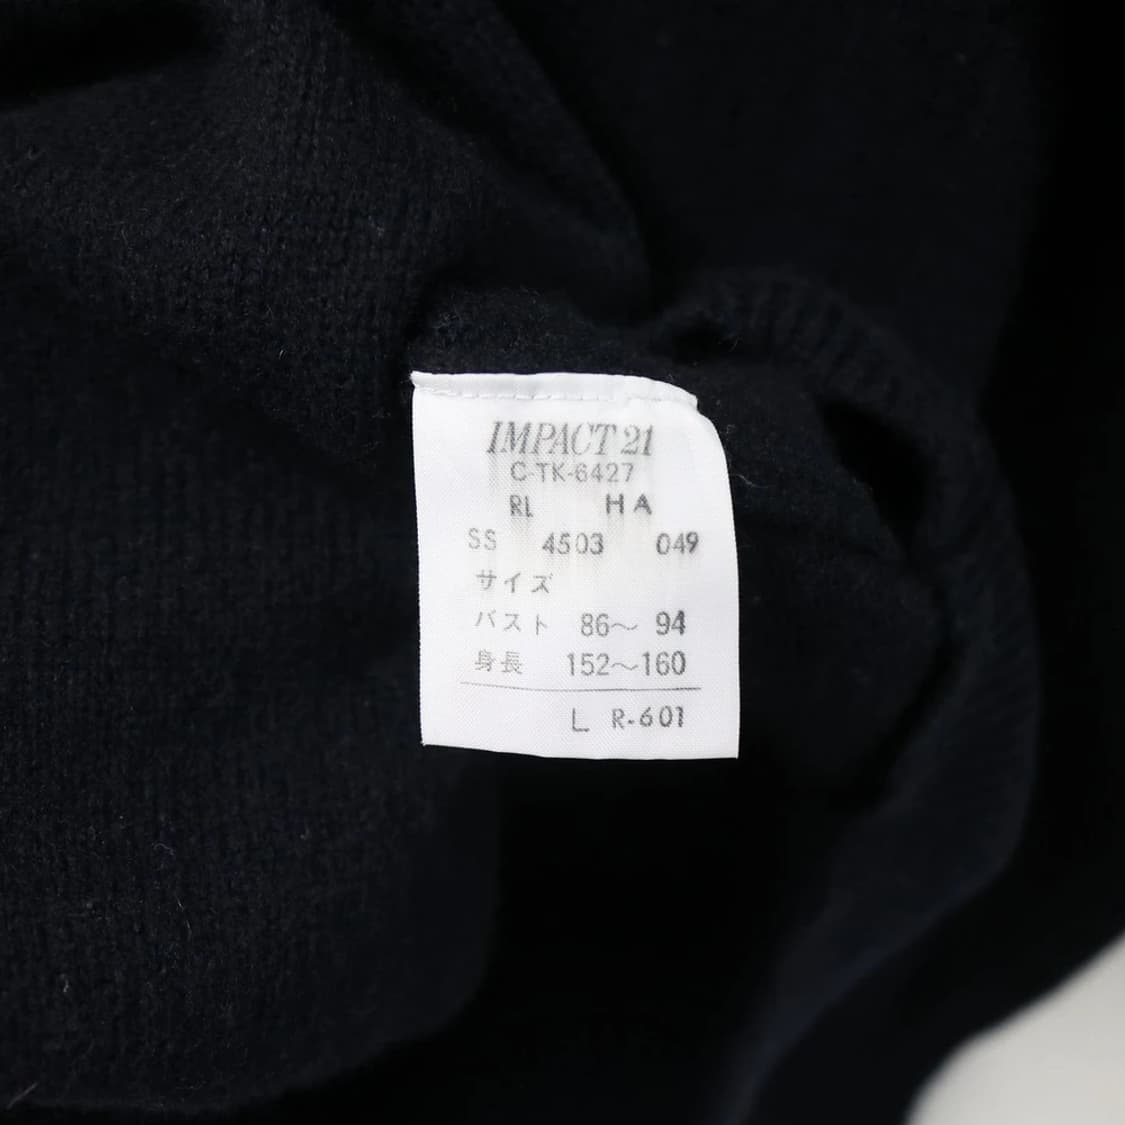 IMPACT 21
C-TK-6427
RL HA
SS 4503 049
サイズ
バスト 86～ 94
身長 152～160
L R-601